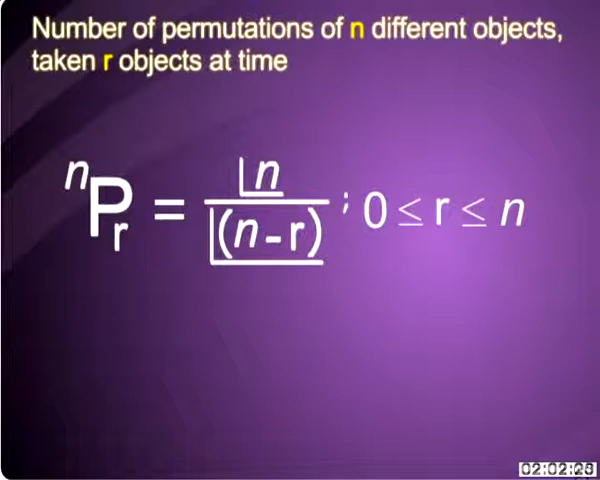 Number of permutations of n different objects,
taken r objects at time
ⁿPᵣ = |n / |(n-r) ; 0 ≤ r ≤ n
02:02:23